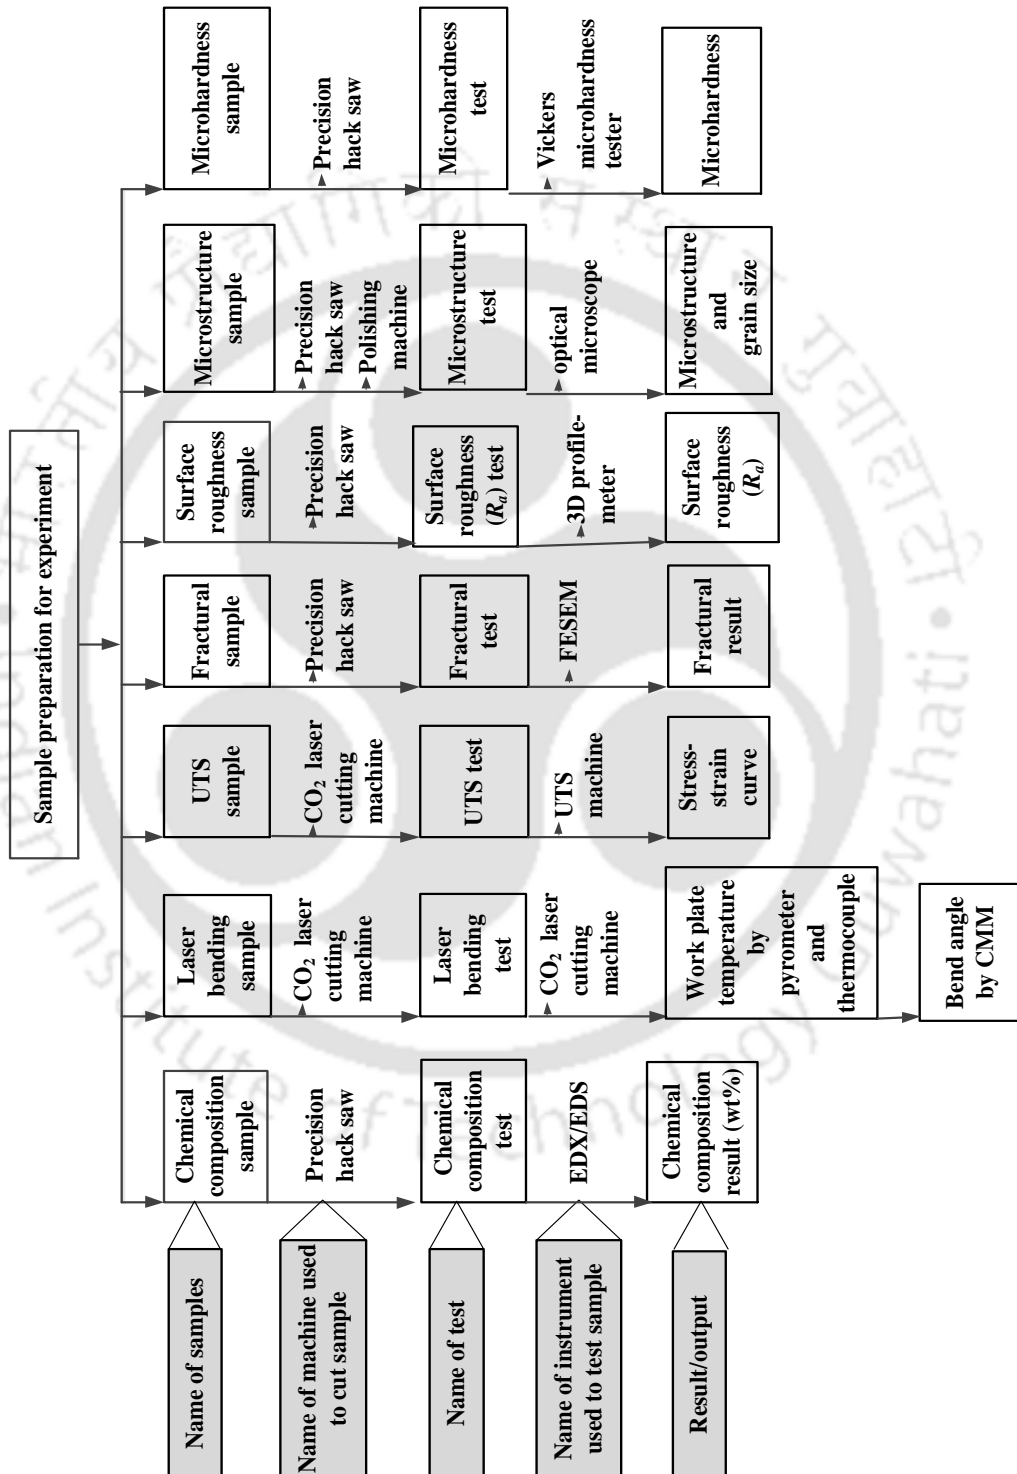 Sample preparation for experiment
Name of samples
Chemical
composition
sample
Laser
bending
sample
UTS
sample
Fractural
sample
Surface
roughness
sample
Microstructure
sample
Microhardness
sample
Name of machine used
to cut sample
Precision
hack saw
CO₂ laser
cutting
machine
CO₂ laser
cutting
machine
Precision
hack saw
Precision
hack saw
Precision
hack saw
Polishing
machine
Precision
hack saw
Name of test
Chemical
composition
test
Laser
bending
test
UTS test
Fractural
test
Surface
roughness
(Rₐ) test
Microstructure
test
Microhardness
test
Name of instrument
used to test sample
EDX/EDS
CO₂ laser
cutting
machine
UTS
machine
FESEM
3D profile-
meter
optical
microscope
Vickers
microhardness
tester
Result/output
Chemical
composition
result (wt%)
Work plate
temperature
by
pyrometer
and
thermocouple
Stress-
strain
curve
Fractural
result
Surface
roughness
(Rₐ)
Microstructure
and
grain size
Microhardness
Bend angle
by CMM
भारतीय प्रौद्योगिकी संस्थान गुवाहाटी
Indian Institute of Technology Guwahati